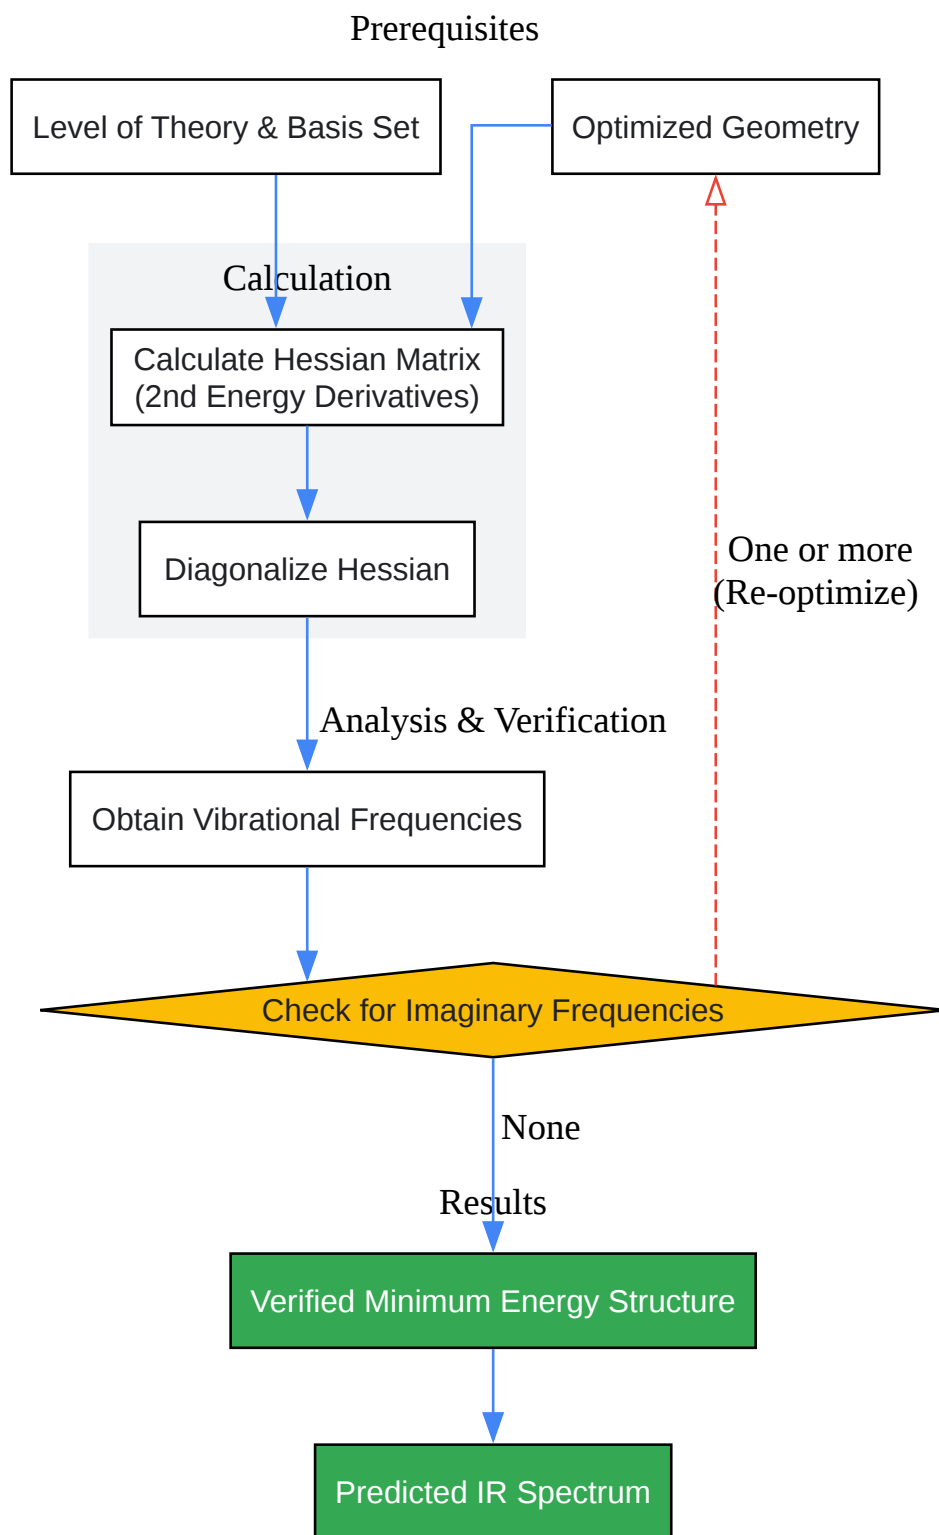 Prerequisites
Level of Theory & Basis Set
Optimized Geometry
Calculation
Calculate Hessian Matrix
(2nd Energy Derivatives)
Diagonalize Hessian
One or more
(Re-optimize)
Analysis & Verification
Obtain Vibrational Frequencies
Check for Imaginary Frequencies
None
Results
Verified Minimum Energy Structure
Predicted IR Spectrum